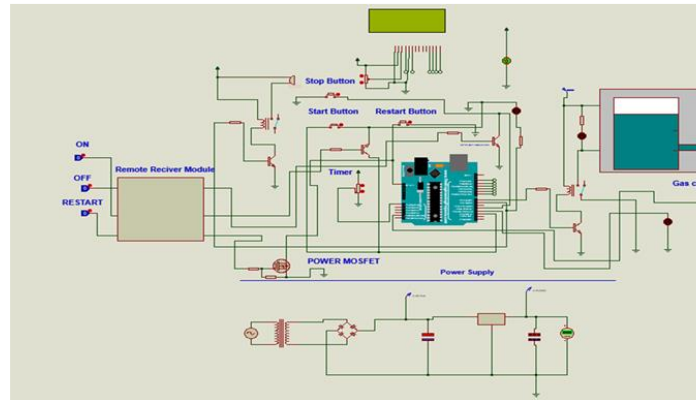 Stop Button
Start Button
Restart Button
ON
Remote Reciver Module
OFF
Timer
RESTART
Gas c
POWER MOSFET
Power Supply